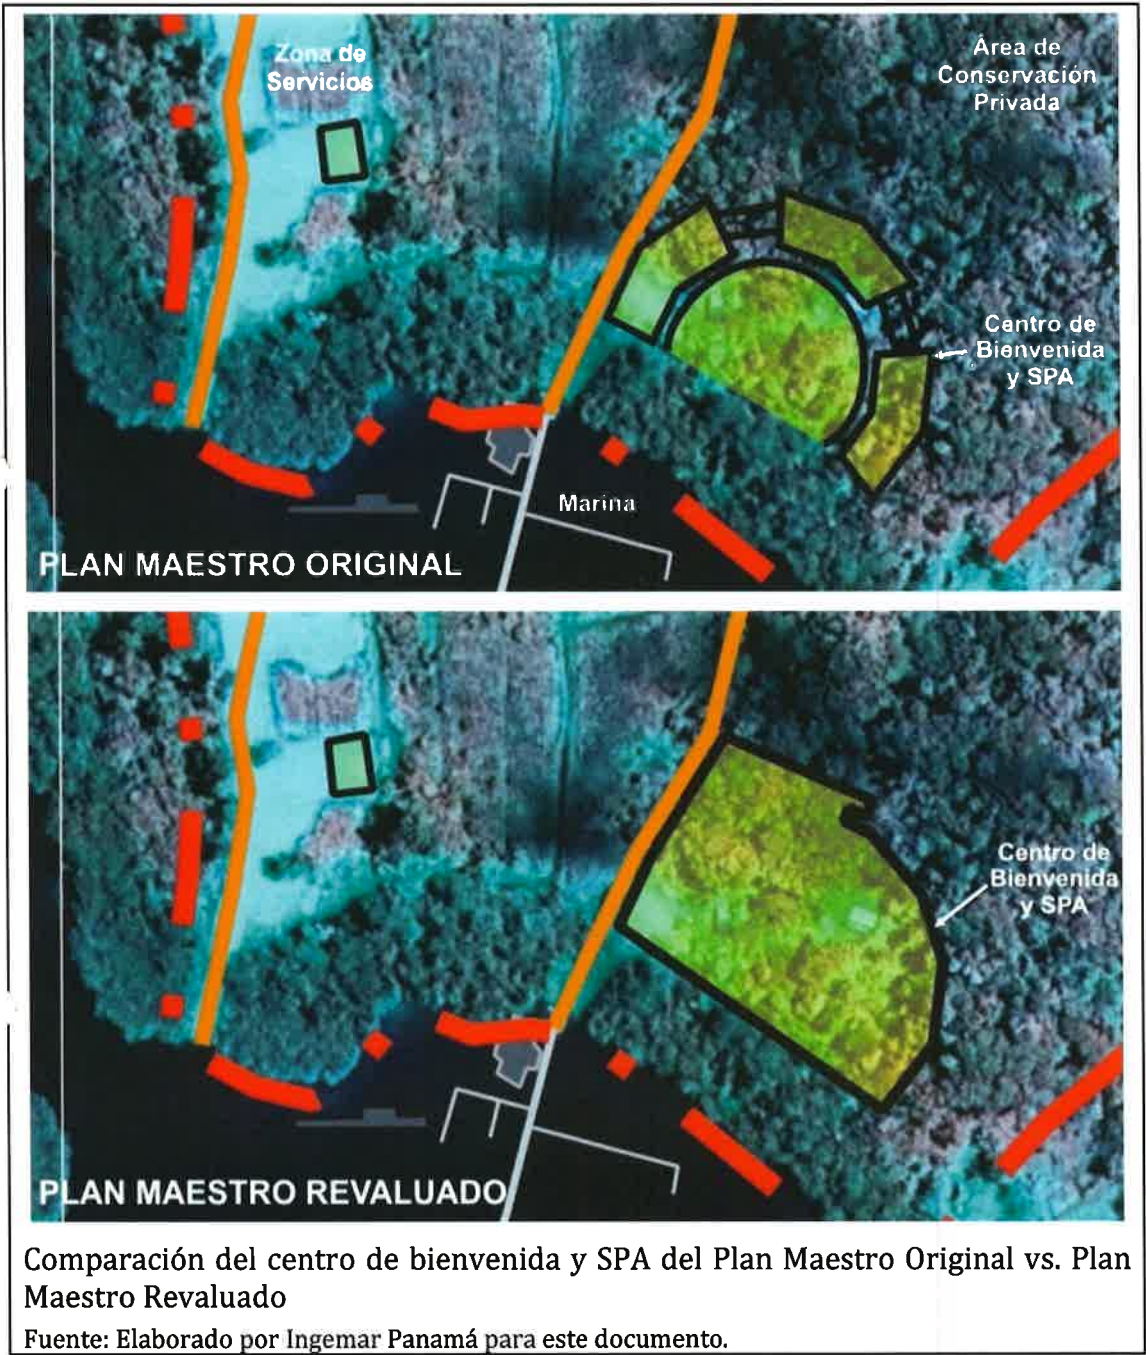 Zona de
Servicios
Área de
Conservación
Privada
Centro de
Bienvenida
y SPA
Marina
PLAN MAESTRO ORIGINAL
Centro de
Bienvenida
y SPA
PLAN MAESTRO REVALUADO
Comparación del centro de bienvenida y SPA del Plan Maestro Original vs. Plan
Maestro Revaluado
Fuente: Elaborado por Ingemar Panamá para este documento.